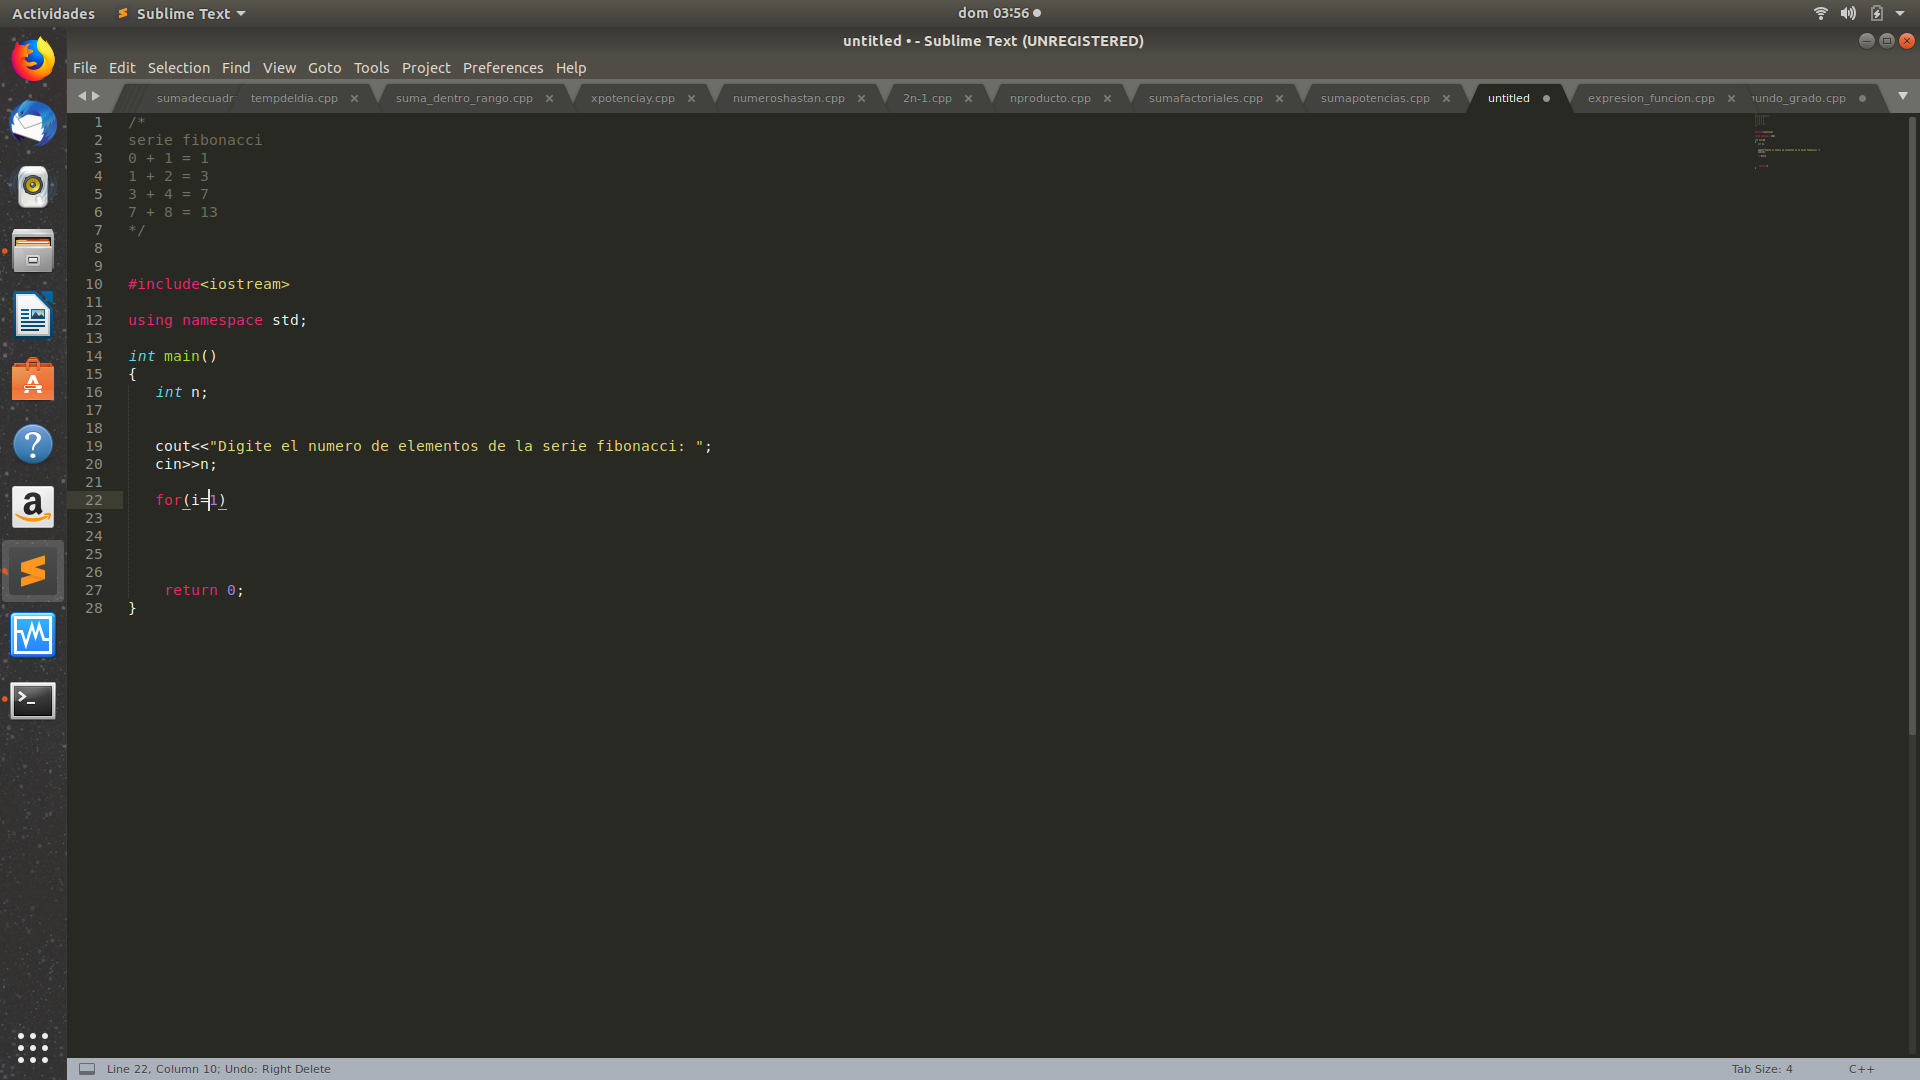 Actividades Sublime Text dom 03:56
untitled • - Sublime Text (UNREGISTERED)
File Edit Selection Find View Goto Tools Project Preferences Help
sumadecuadr tempdeldia.cpp suma_dentro_rango.cpp xpotenciay.cpp numeroshastan.cpp 2n-1.cpp nproducto.cpp sumafactoriales.cpp sumapotencias.cpp untitled expresion_funcion.cpp undo_grado.cpp
1 /*
2 serie fibonacci
3 0 + 1 = 1
4 1 + 2 = 3
5 3 + 4 = 7
6 7 + 8 = 13
7 */
8
9
10 #include<iostream>
11
12 using namespace std;
13
14 int main()
15 {
16 int n;
17
18
19 cout<<"Digite el numero de elementos de la serie fibonacci: ";
20 cin>>n;
21
22 for(i=1)
23
24
25
26
27 return 0;
28 }
Line 22, Column 10; Undo: Right Delete Tab Size: 4 C++